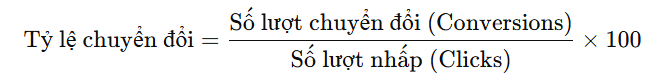 Tỷ lệ chuyển đổi = Số lượt chuyển đổi (Conversions) / Số lượt nhấp (Clicks) × 100